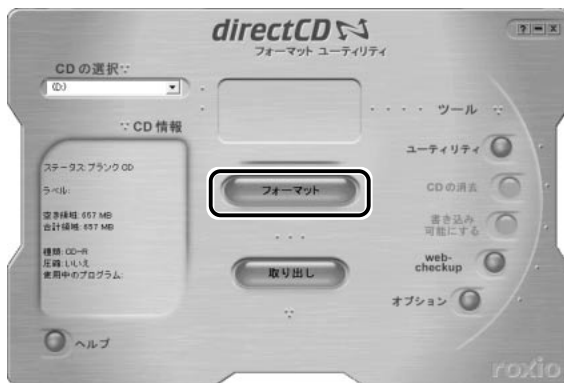 directCD
フォーマット ユーティリティ
CD の選択
(D:)
CD 情報
ステータス:ブランク CD
ラベル:
空き領域: 657 MB
合計領域: 657 MB
種類: CD-R
圧縮: いいえ
使用中のプログラム:
ヘルプ
フォーマット
取り出し
ツール
ユーティリティ
CD の消去
書き込み
可能にする
web-
checkup
オプション
roxio